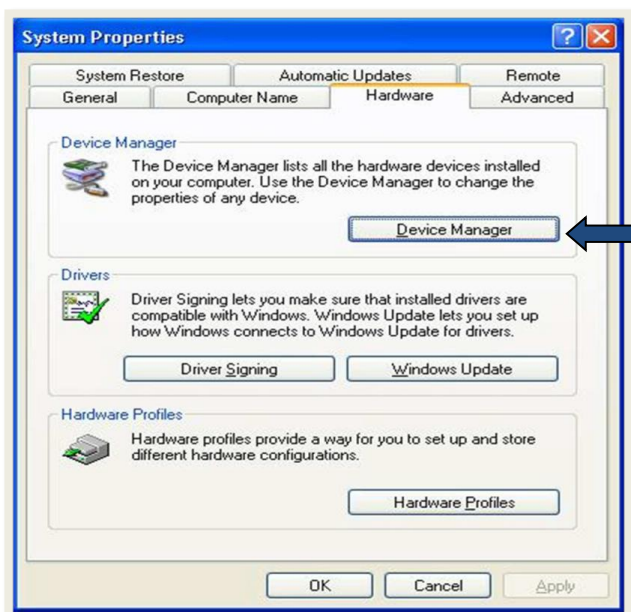 System Properties
System Restore
Automatic Updates
Remote
General
Computer Name
Hardware
Advanced
Device Manager
The Device Manager lists all the hardware devices installed
on your computer. Use the Device Manager to change the
properties of any device.
Device Manager
Drivers
Driver Signing lets you make sure that installed drivers are
compatible with Windows. Windows Update lets you set up
how Windows connects to Windows Update for drivers.
Driver Signing
Windows Update
Hardware Profiles
Hardware profiles provide a way for you to set up and store
different hardware configurations.
Hardware Profiles
OK
Cancel
Apply